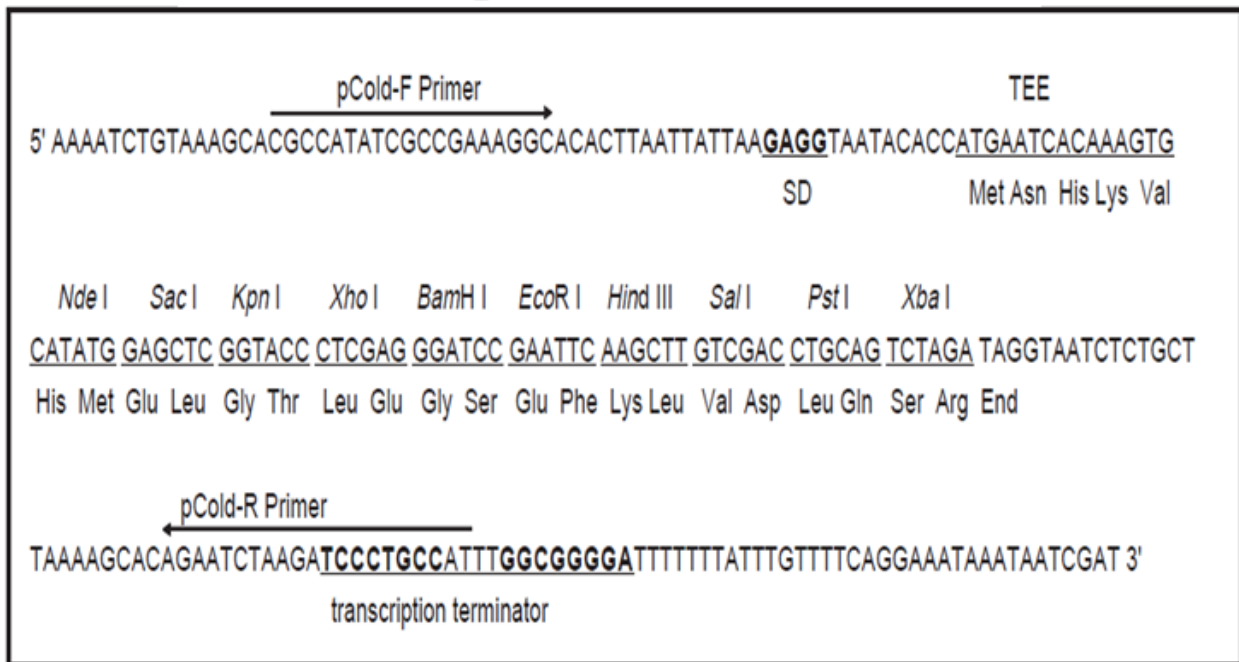 pCold-F Primer TEE
5' AAAATCTGTAAAGCACGCCATATCGCCGAAAGGCACACTTAATTATTAAGAGGTAATACACCATGAATCACAAAGTG
SD Met Asn His Lys Val
Nde I Sac I Kpn I Xho I BamH I EcoR I Hind III Sal I Pst I Xba I
CATATG GAGCTC GGTACC CTCGAG GGATCC GAATTC AAGCTT GTCGAC CTGCAG TCTAGA TAGGTAATCTCTGCT
His Met Glu Leu Gly Thr Leu Glu Gly Ser Glu Phe Lys Leu Val Asp Leu Gln Ser Arg End
pCold-R Primer
TAAAAGCACAGAATCTAAGATCCCTGCCATTTGGCGGGGATTTTTTTATTTGTTTTCAGGAAATAAATAATCGAT 3'
transcription terminator